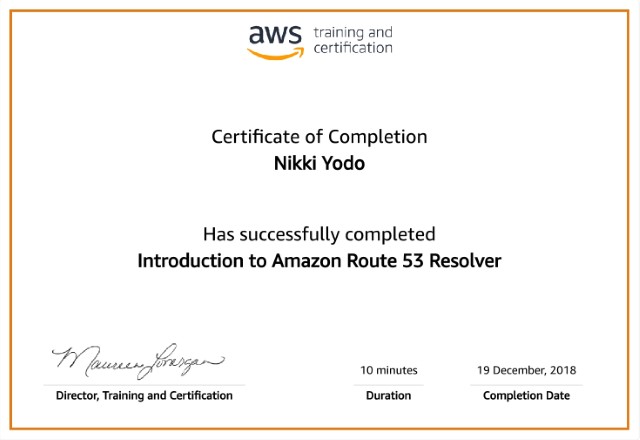 aws training and
certification
Certificate of Completion
Nikki Yodo
Has successfully completed
Introduction to Amazon Route 53 Resolver
Maureen Lonergan
10 minutes
19 December, 2018
Director, Training and Certification
Duration
Completion Date